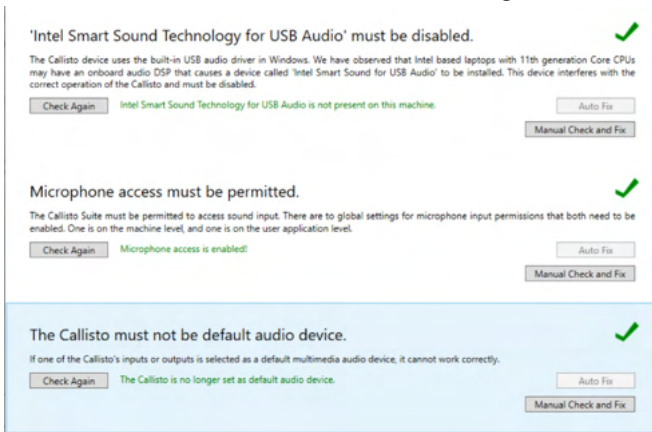 'Intel Smart Sound Technology for USB Audio' must be disabled.
The Callisto device uses the built-in USB audio driver in Windows. We have observed that Intel based laptops with 11th generation Core CPUs
may have an onboard audio DSP that causes a device called 'Intel Smart Sound for USB Audio' to be installed. This device interferes with the
correct operation of the Callisto and must be disabled.
Check Again Intel Smart Sound Technology for USB Audio is not present on this machine. Auto Fix
Manual Check and Fix
Microphone access must be permitted.
The Callisto Suite must be permitted to access sound input. There are to global settings for microphone input permissions that both need to be
enabled. One is on the machine level, and one is on the user application level.
Check Again Microphone access is enabled! Auto Fix
Manual Check and Fix
The Callisto must not be default audio device.
If one of the Callisto's inputs or outputs is selected as a default multimedia audio device, it cannot work correctly.
Check Again The Callisto is no longer set as default audio device. Auto Fix
Manual Check and Fix